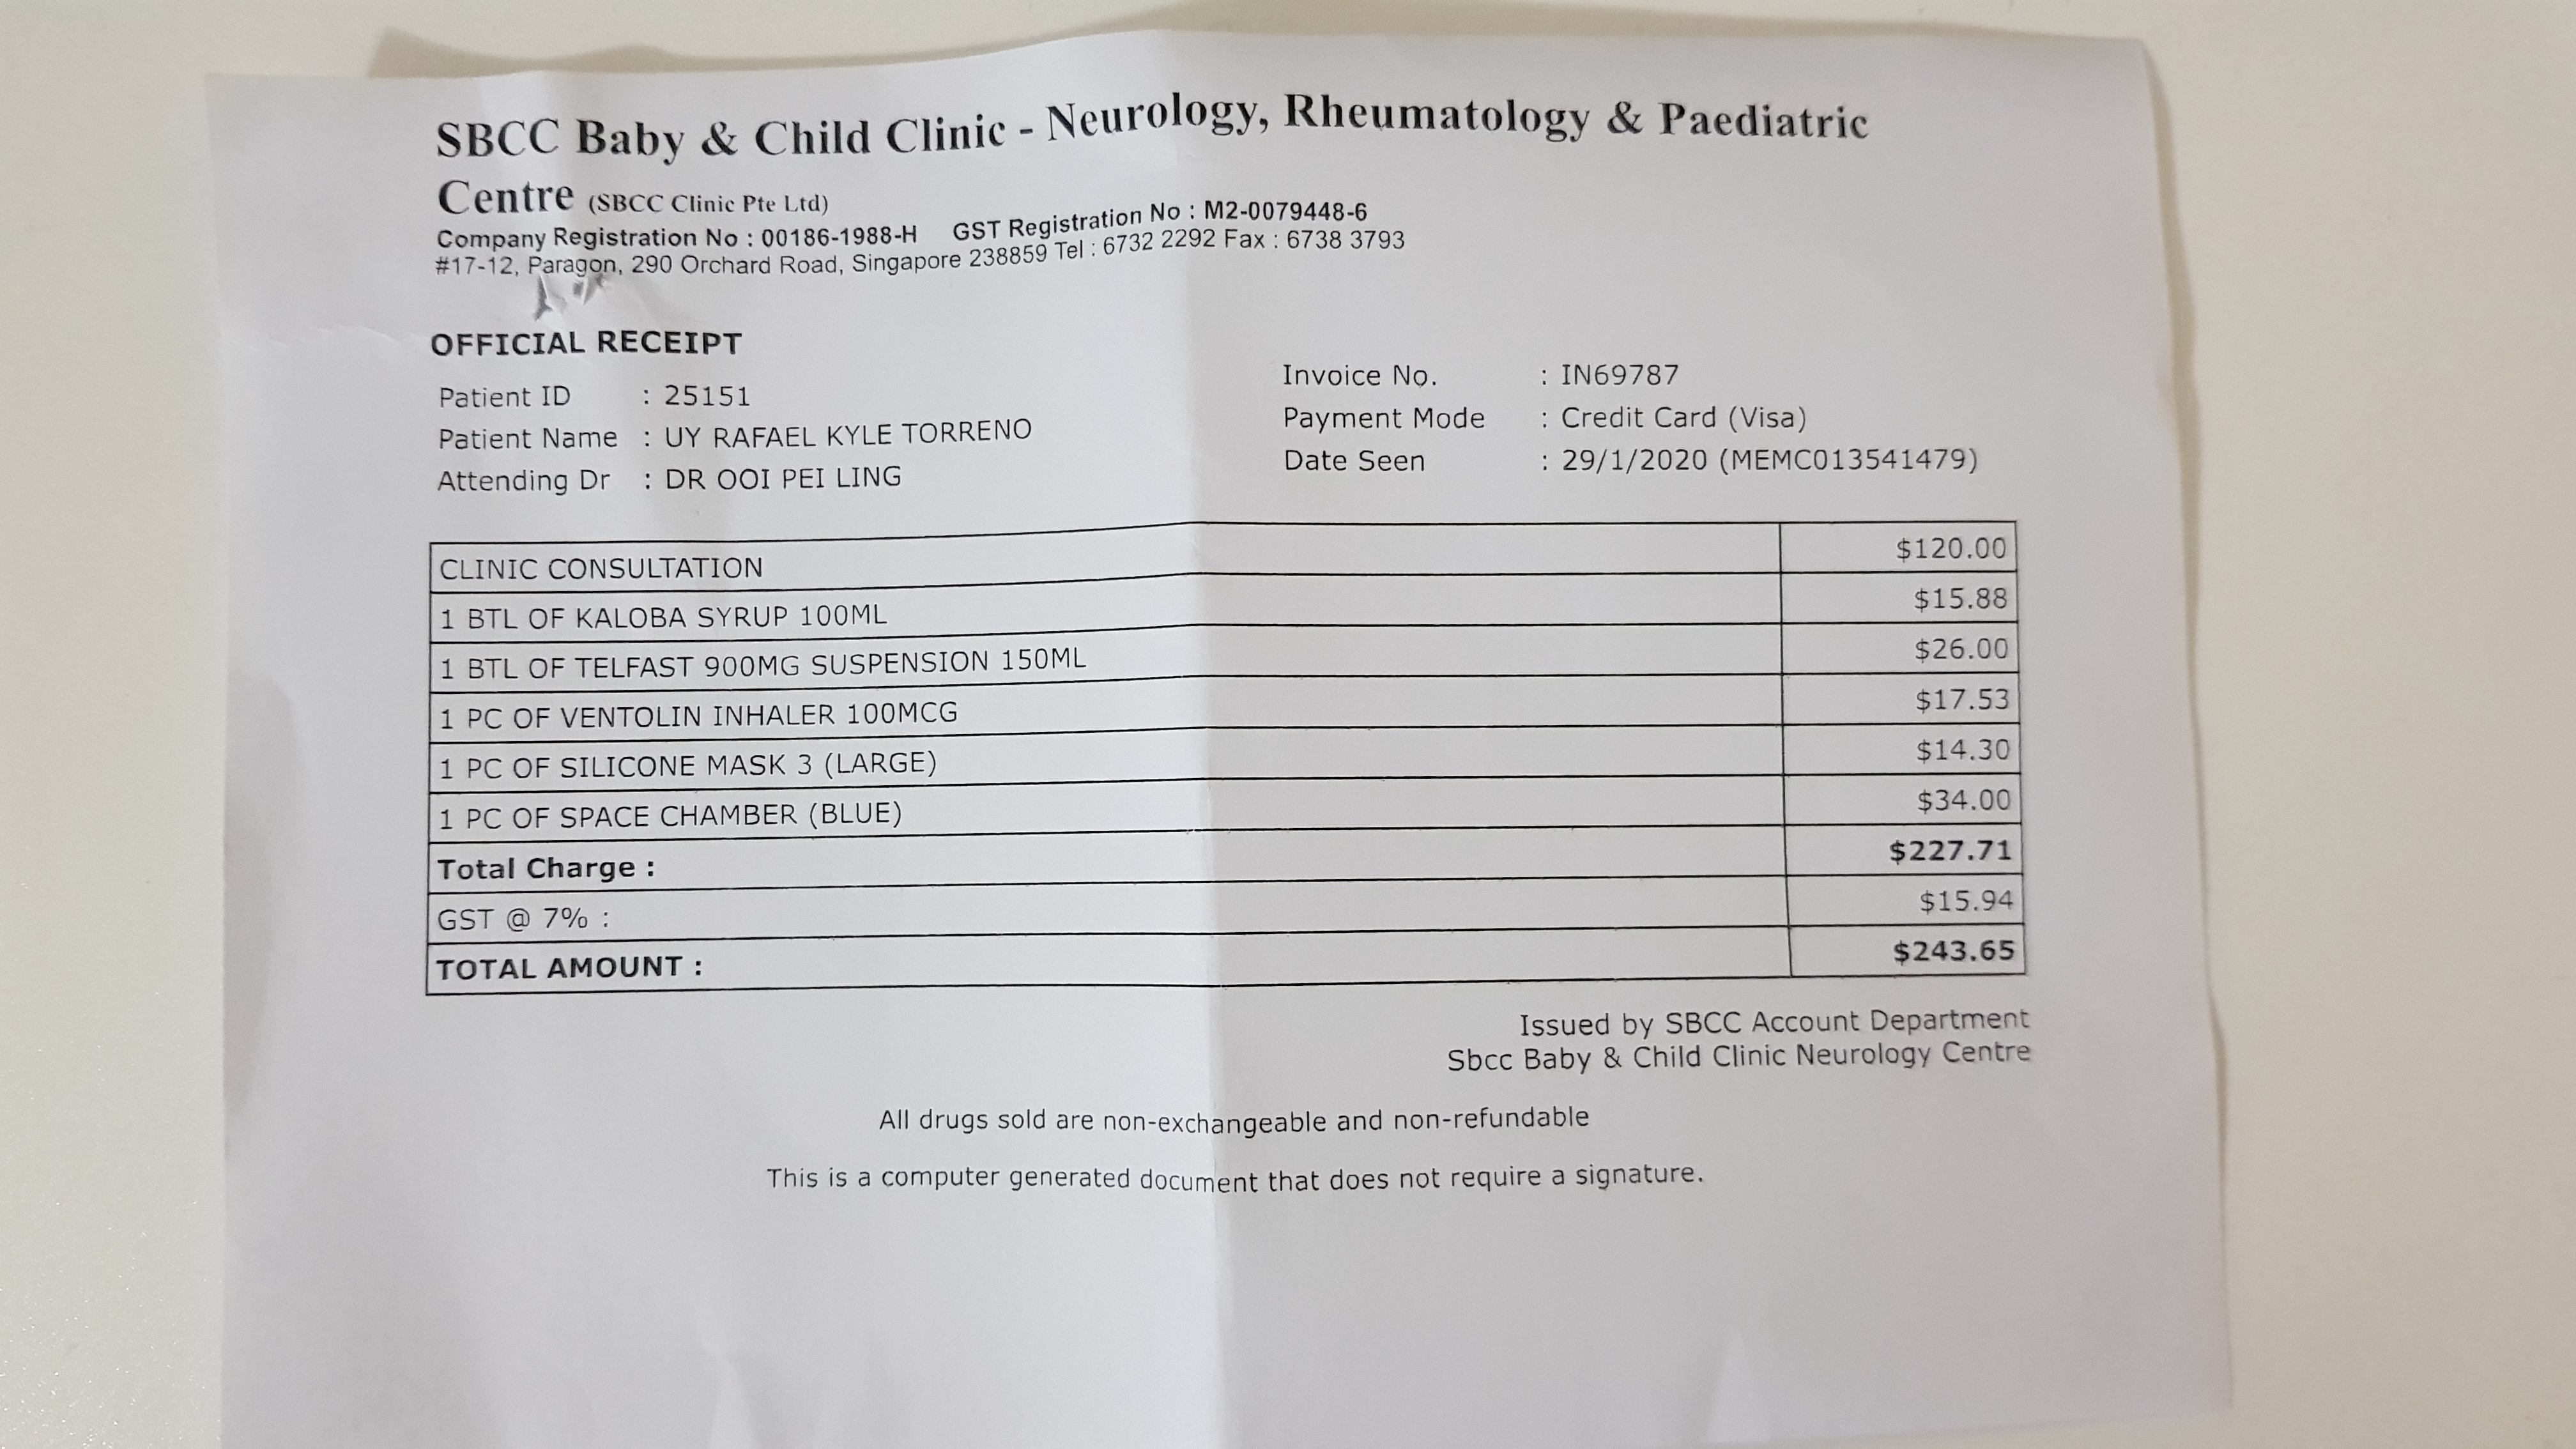 SBCC Baby & Child Clinic - Neurology, Rheumatology & Paediatric
Centre (SBCC Clinic Pte Ltd)
Company Registration No : 00186-1988-H GST Registration No : M2-0079448-6
#17-12, Paragon, 290 Orchard Road, Singapore 238859 Tel : 6732 2292 Fax : 6738 3793
OFFICIAL RECEIPT
Patient ID : 25151
Patient Name : UY RAFAEL KYLE TORRENO
Attending Dr : DR OOI PEI LING
Invoice No. : IN69787
Payment Mode : Credit Card (Visa)
Date Seen : 29/1/2020 (MEMC013541479)
CLINIC CONSULTATION $120.00
1 BTL OF KALOBA SYRUP 100ML $15.88
1 BTL OF TELFAST 900MG SUSPENSION 150ML $26.00
1 PC OF VENTOLIN INHALER 100MCG $17.53
1 PC OF SILICONE MASK 3 (LARGE) $14.30
1 PC OF SPACE CHAMBER (BLUE) $34.00
Total Charge : $227.71
GST @ 7% : $15.94
TOTAL AMOUNT : $243.65
Issued by SBCC Account Department
Sbcc Baby & Child Clinic Neurology Centre
All drugs sold are non-exchangeable and non-refundable
This is a computer generated document that does not require a signature.